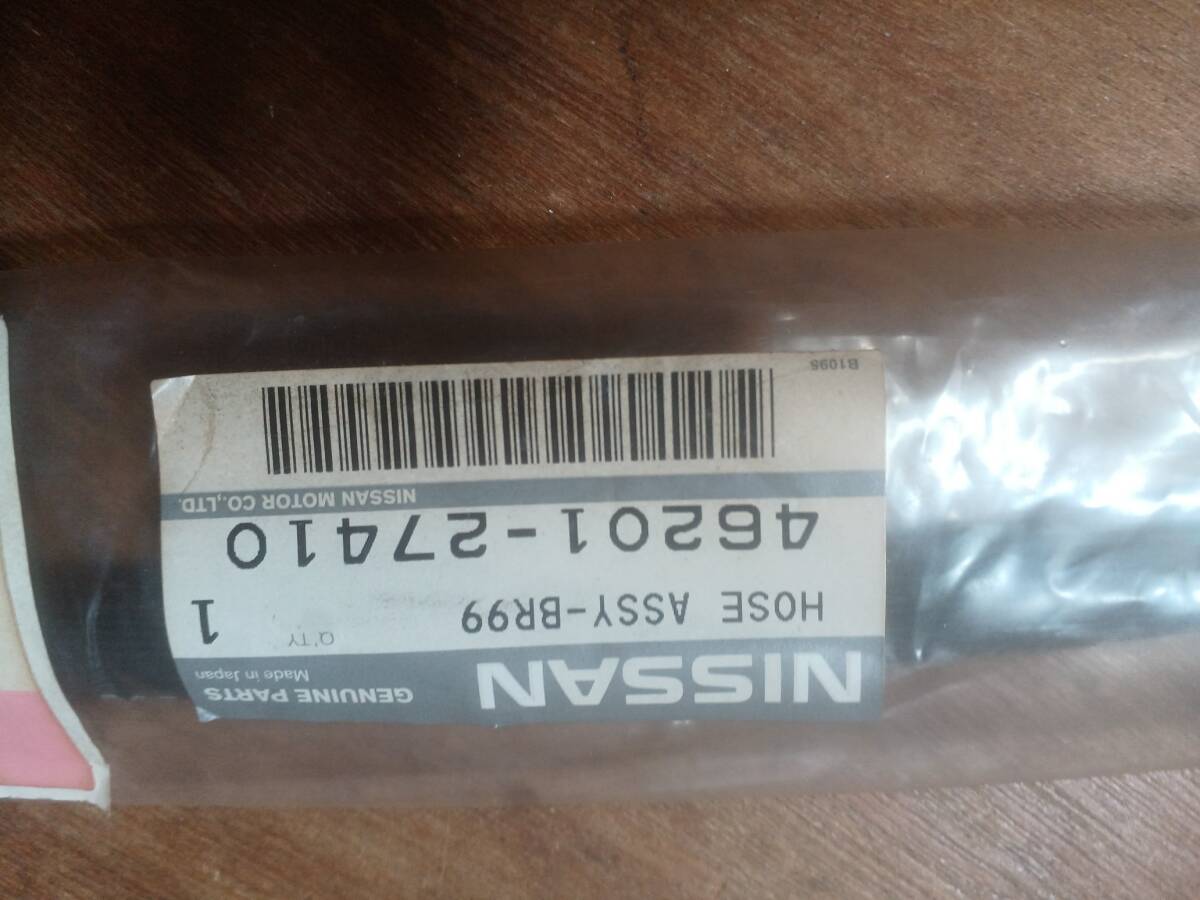 NISSAN GENUINE PARTS
Made in Japan
HOSE ASSY-BR99 Q'TY 1
46201-27410
NISSAN MOTOR CO.,LTD.
B1095